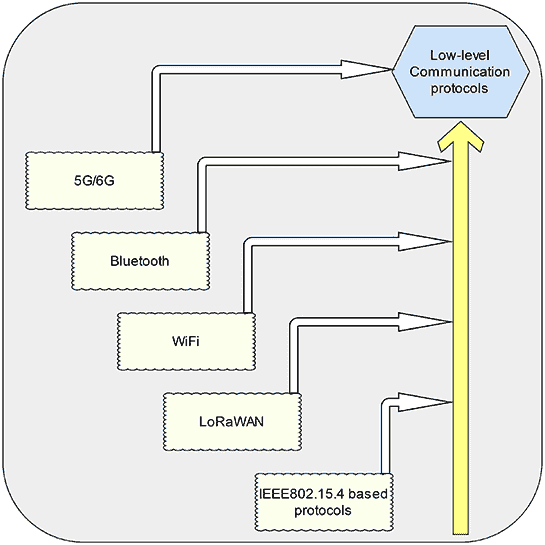 Low-level
Communication
protocols
5G/6G
Bluetooth
WiFi
LoRaWAN
IEEE802.15.4 based
protocols